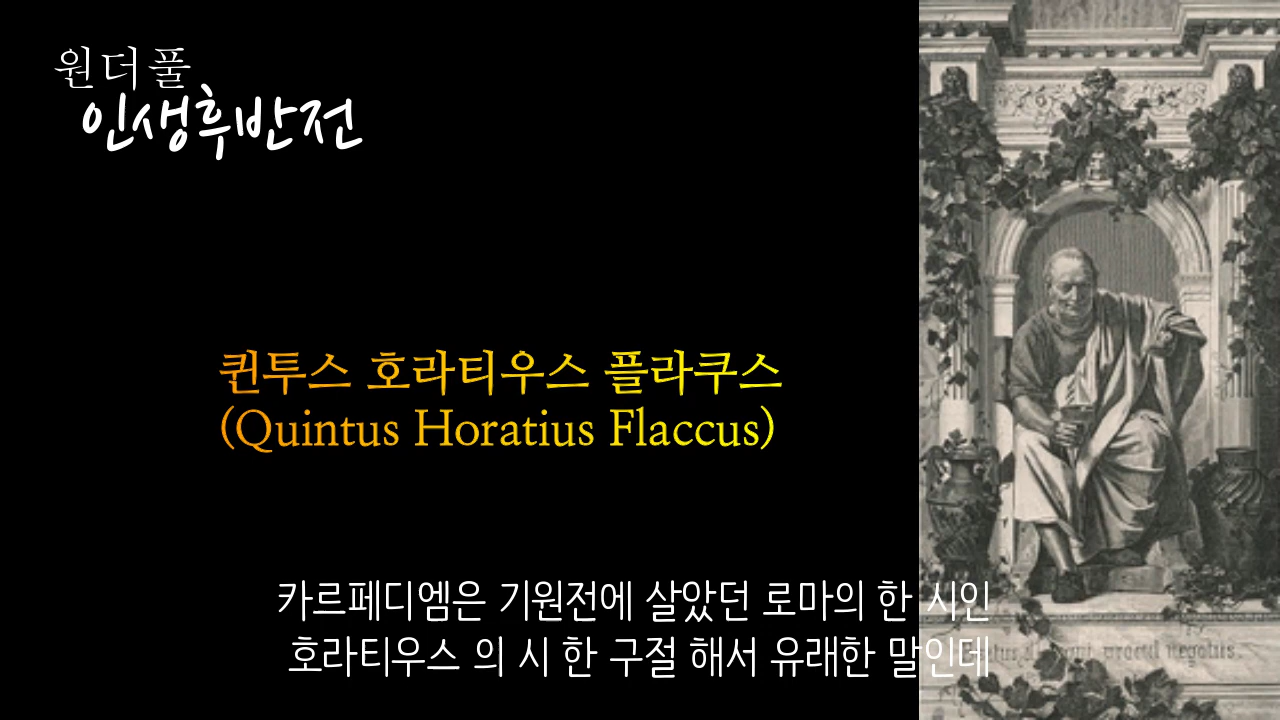 원더풀
인생후반전
퀸투스 호라티우스 플라쿠스
(Quintus Horatius Flaccus)
카르페디엠은 기원전에 살았던 로마의 한 시인
호라티우스 의 시 한 구절 해서 유래한 말인데
negotiis.